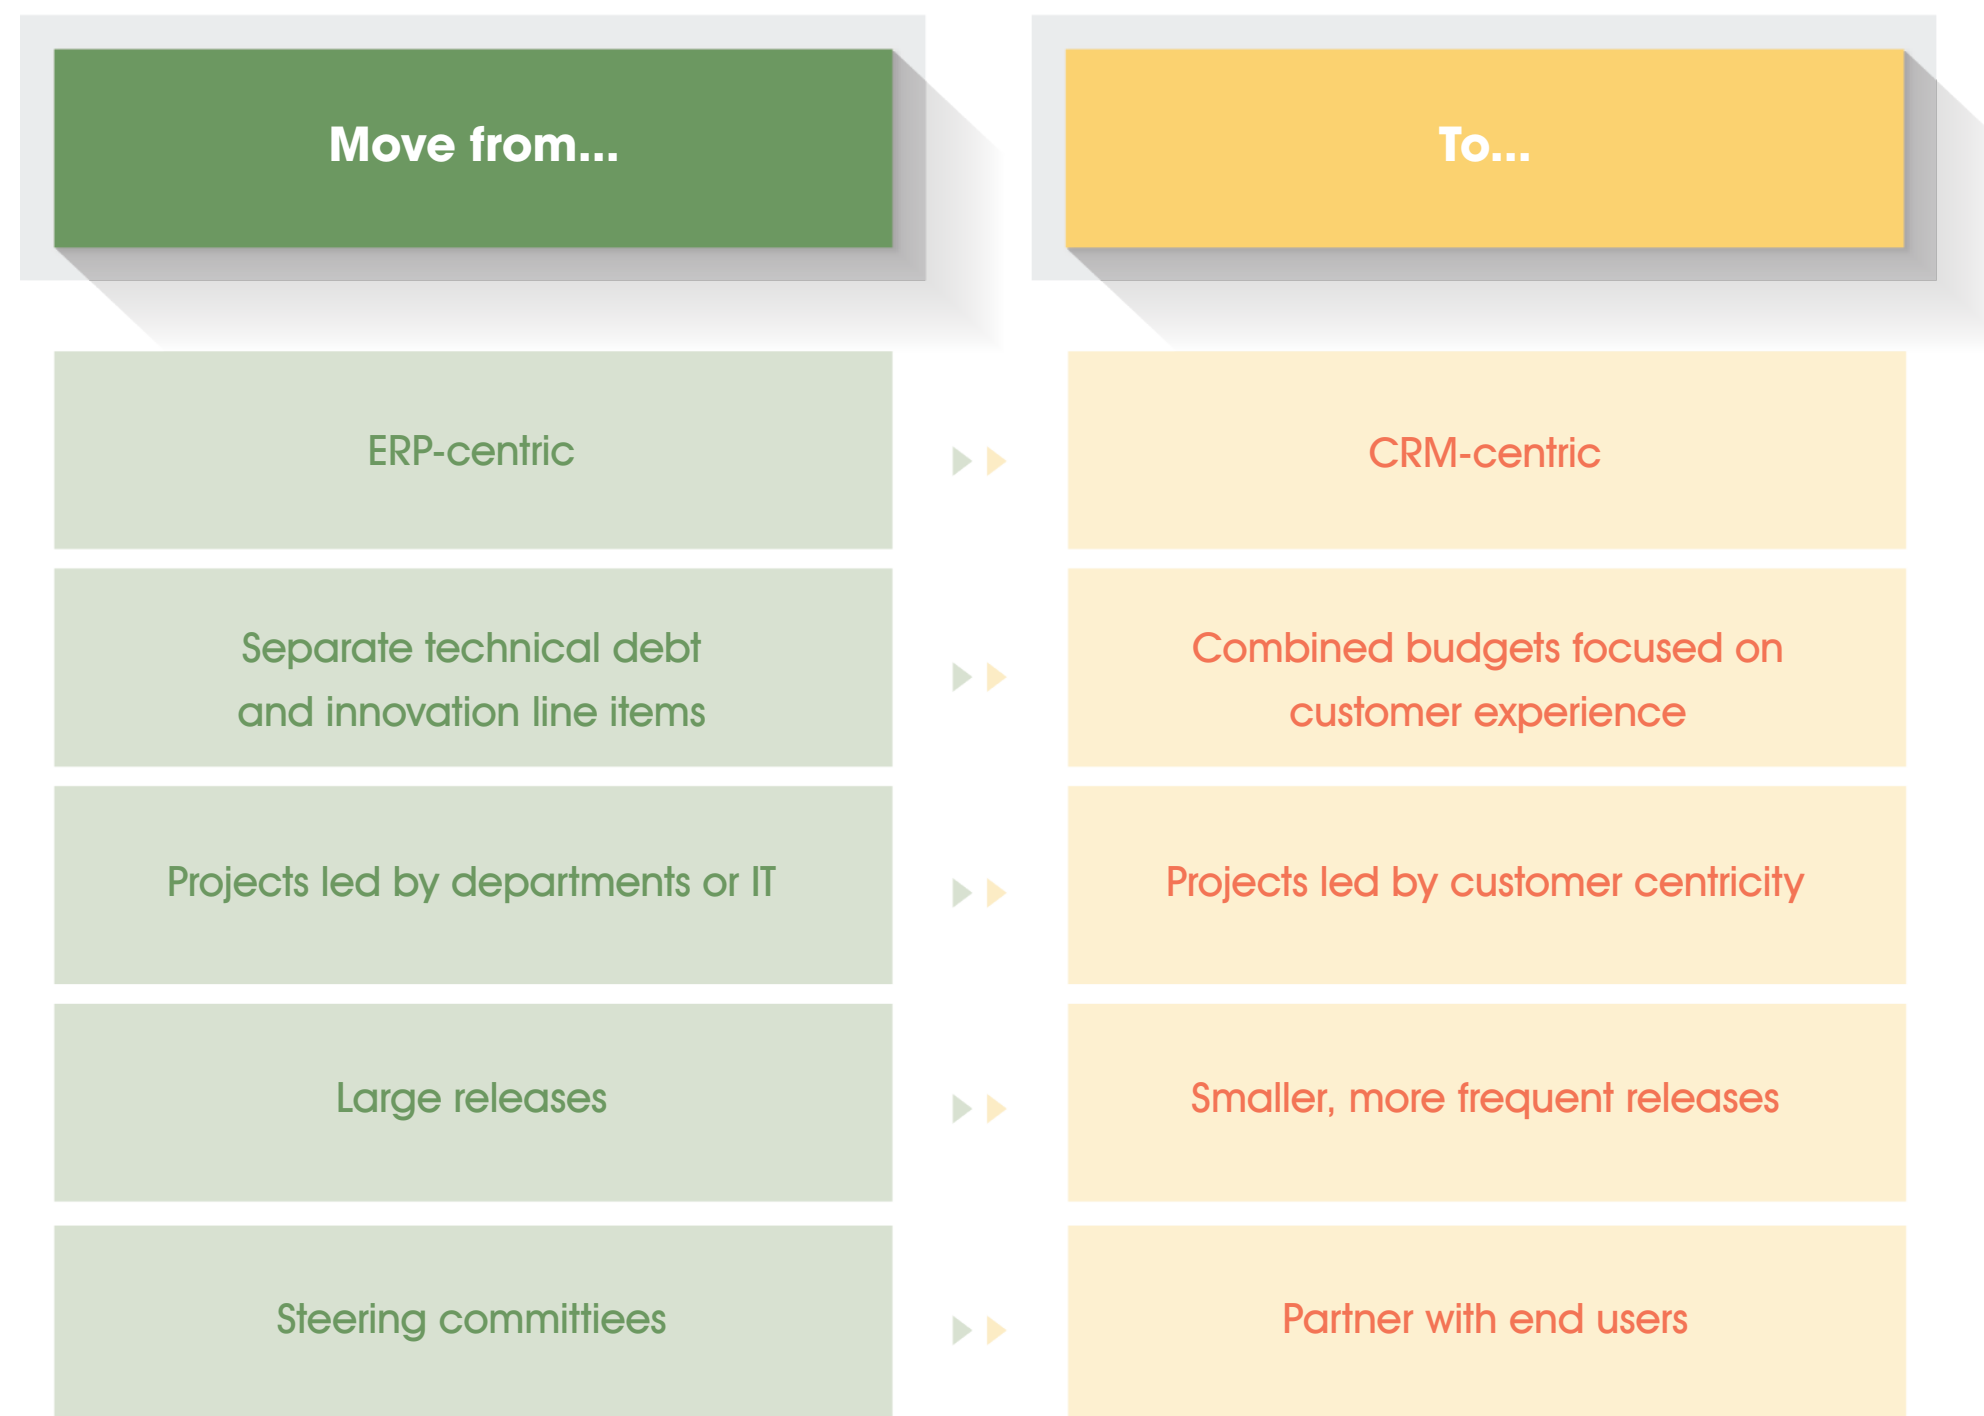 Move from...
To...
ERP-centric
CRM-centric
Separate technical debt
and innovation line items
Combined budgets focused on
customer experience
Projects led by departments or IT
Projects led by customer centricity
Large releases
Smaller, more frequent releases
Steering committiees
Partner with end users